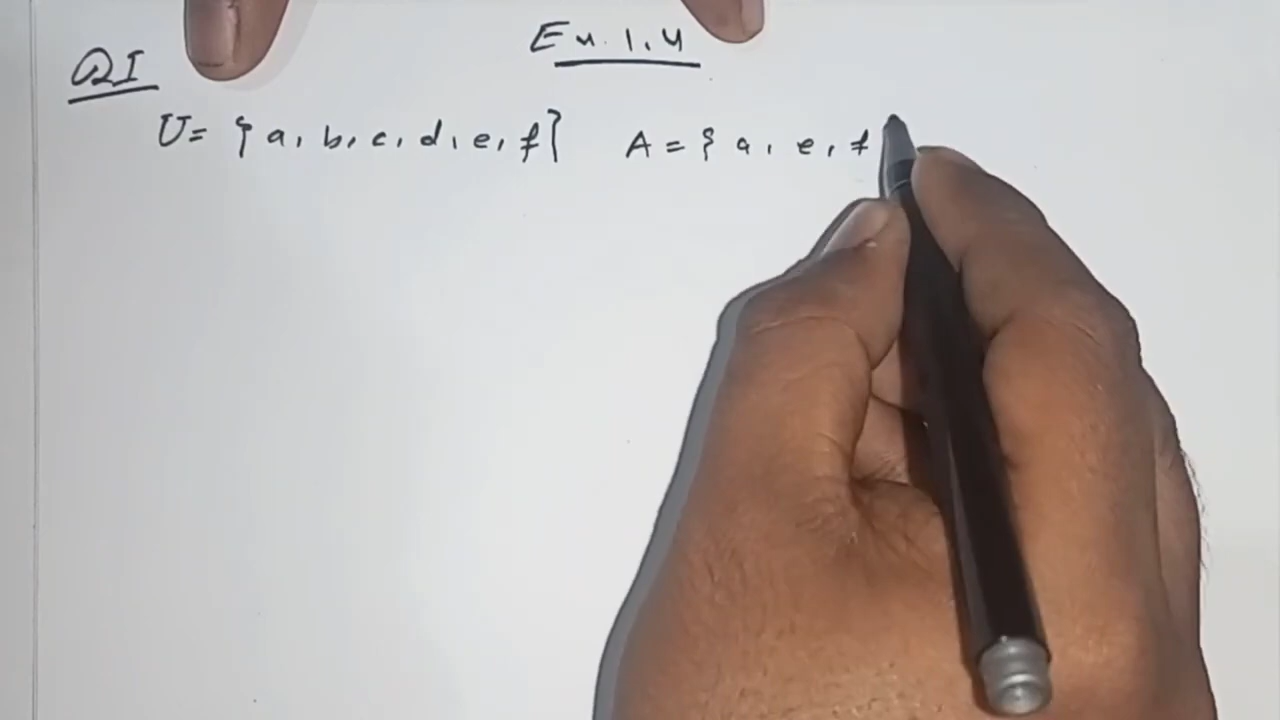 Ex. 1.4
Q1
U = { a, b, c, d, e, f } A = { a, e, f